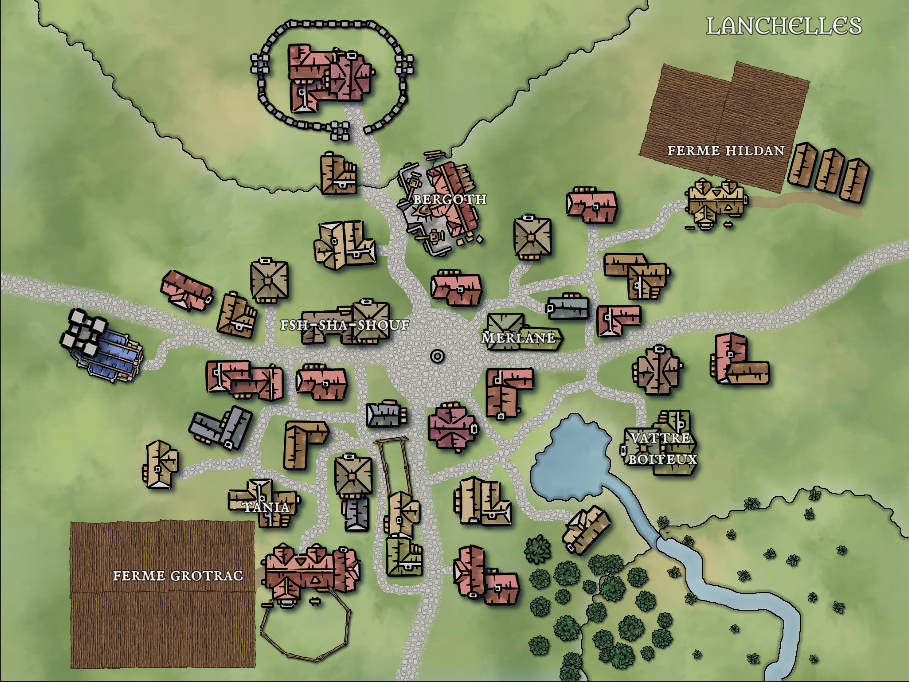 LANCHELLES
FERME HILDAN
BERGOTH
FSH-SHA-SHOUF
MERLANE
VATTRE
BOITEUX
TANIA
FERME GROTRAC